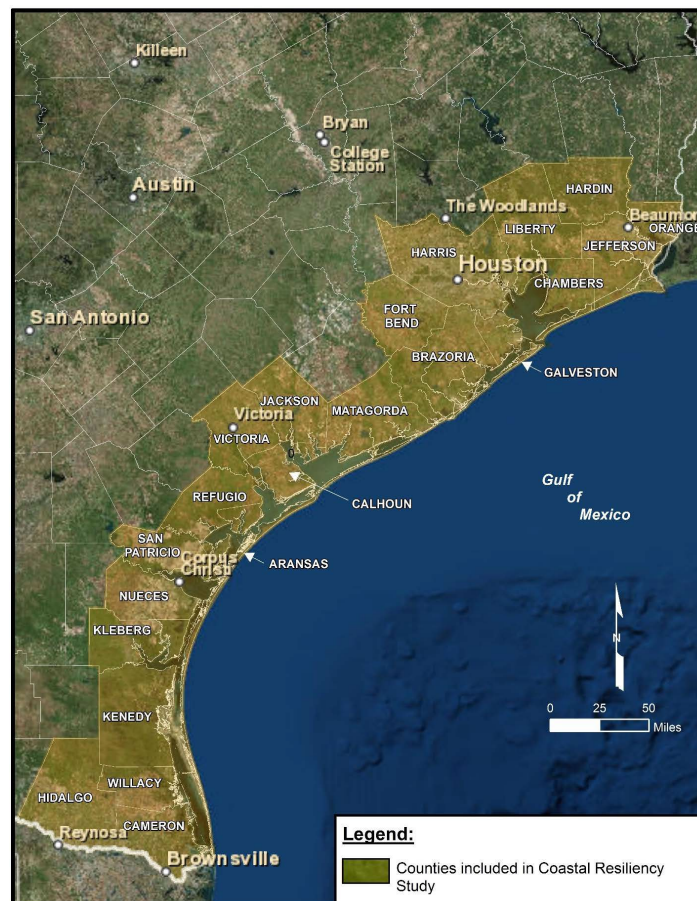 Killeen
Bryan
College
Station
Austin
HARDIN
The Woodlands
Beaumon
ORANGE
LIBERTY
JEFFERSON
HARRIS
Houston
CHAMBERS
San Antonio
FORT
BEND
BRAZORIA
GALVESTON
JACKSON
MATAGORDA
Victoria
VICTORIA
Gulf
of
Mexico
REFUGIO
CALHOUN
SAN
PATRICIO
Corpus
Christi
ARANSAS
NUECES
KLEBERG
N
KENEDY
0 25 50
Miles
WILLACY
HIDALGO
CAMERON
Reynosa
Brownsville
Legend:
Counties included in Coastal Resiliency
Study